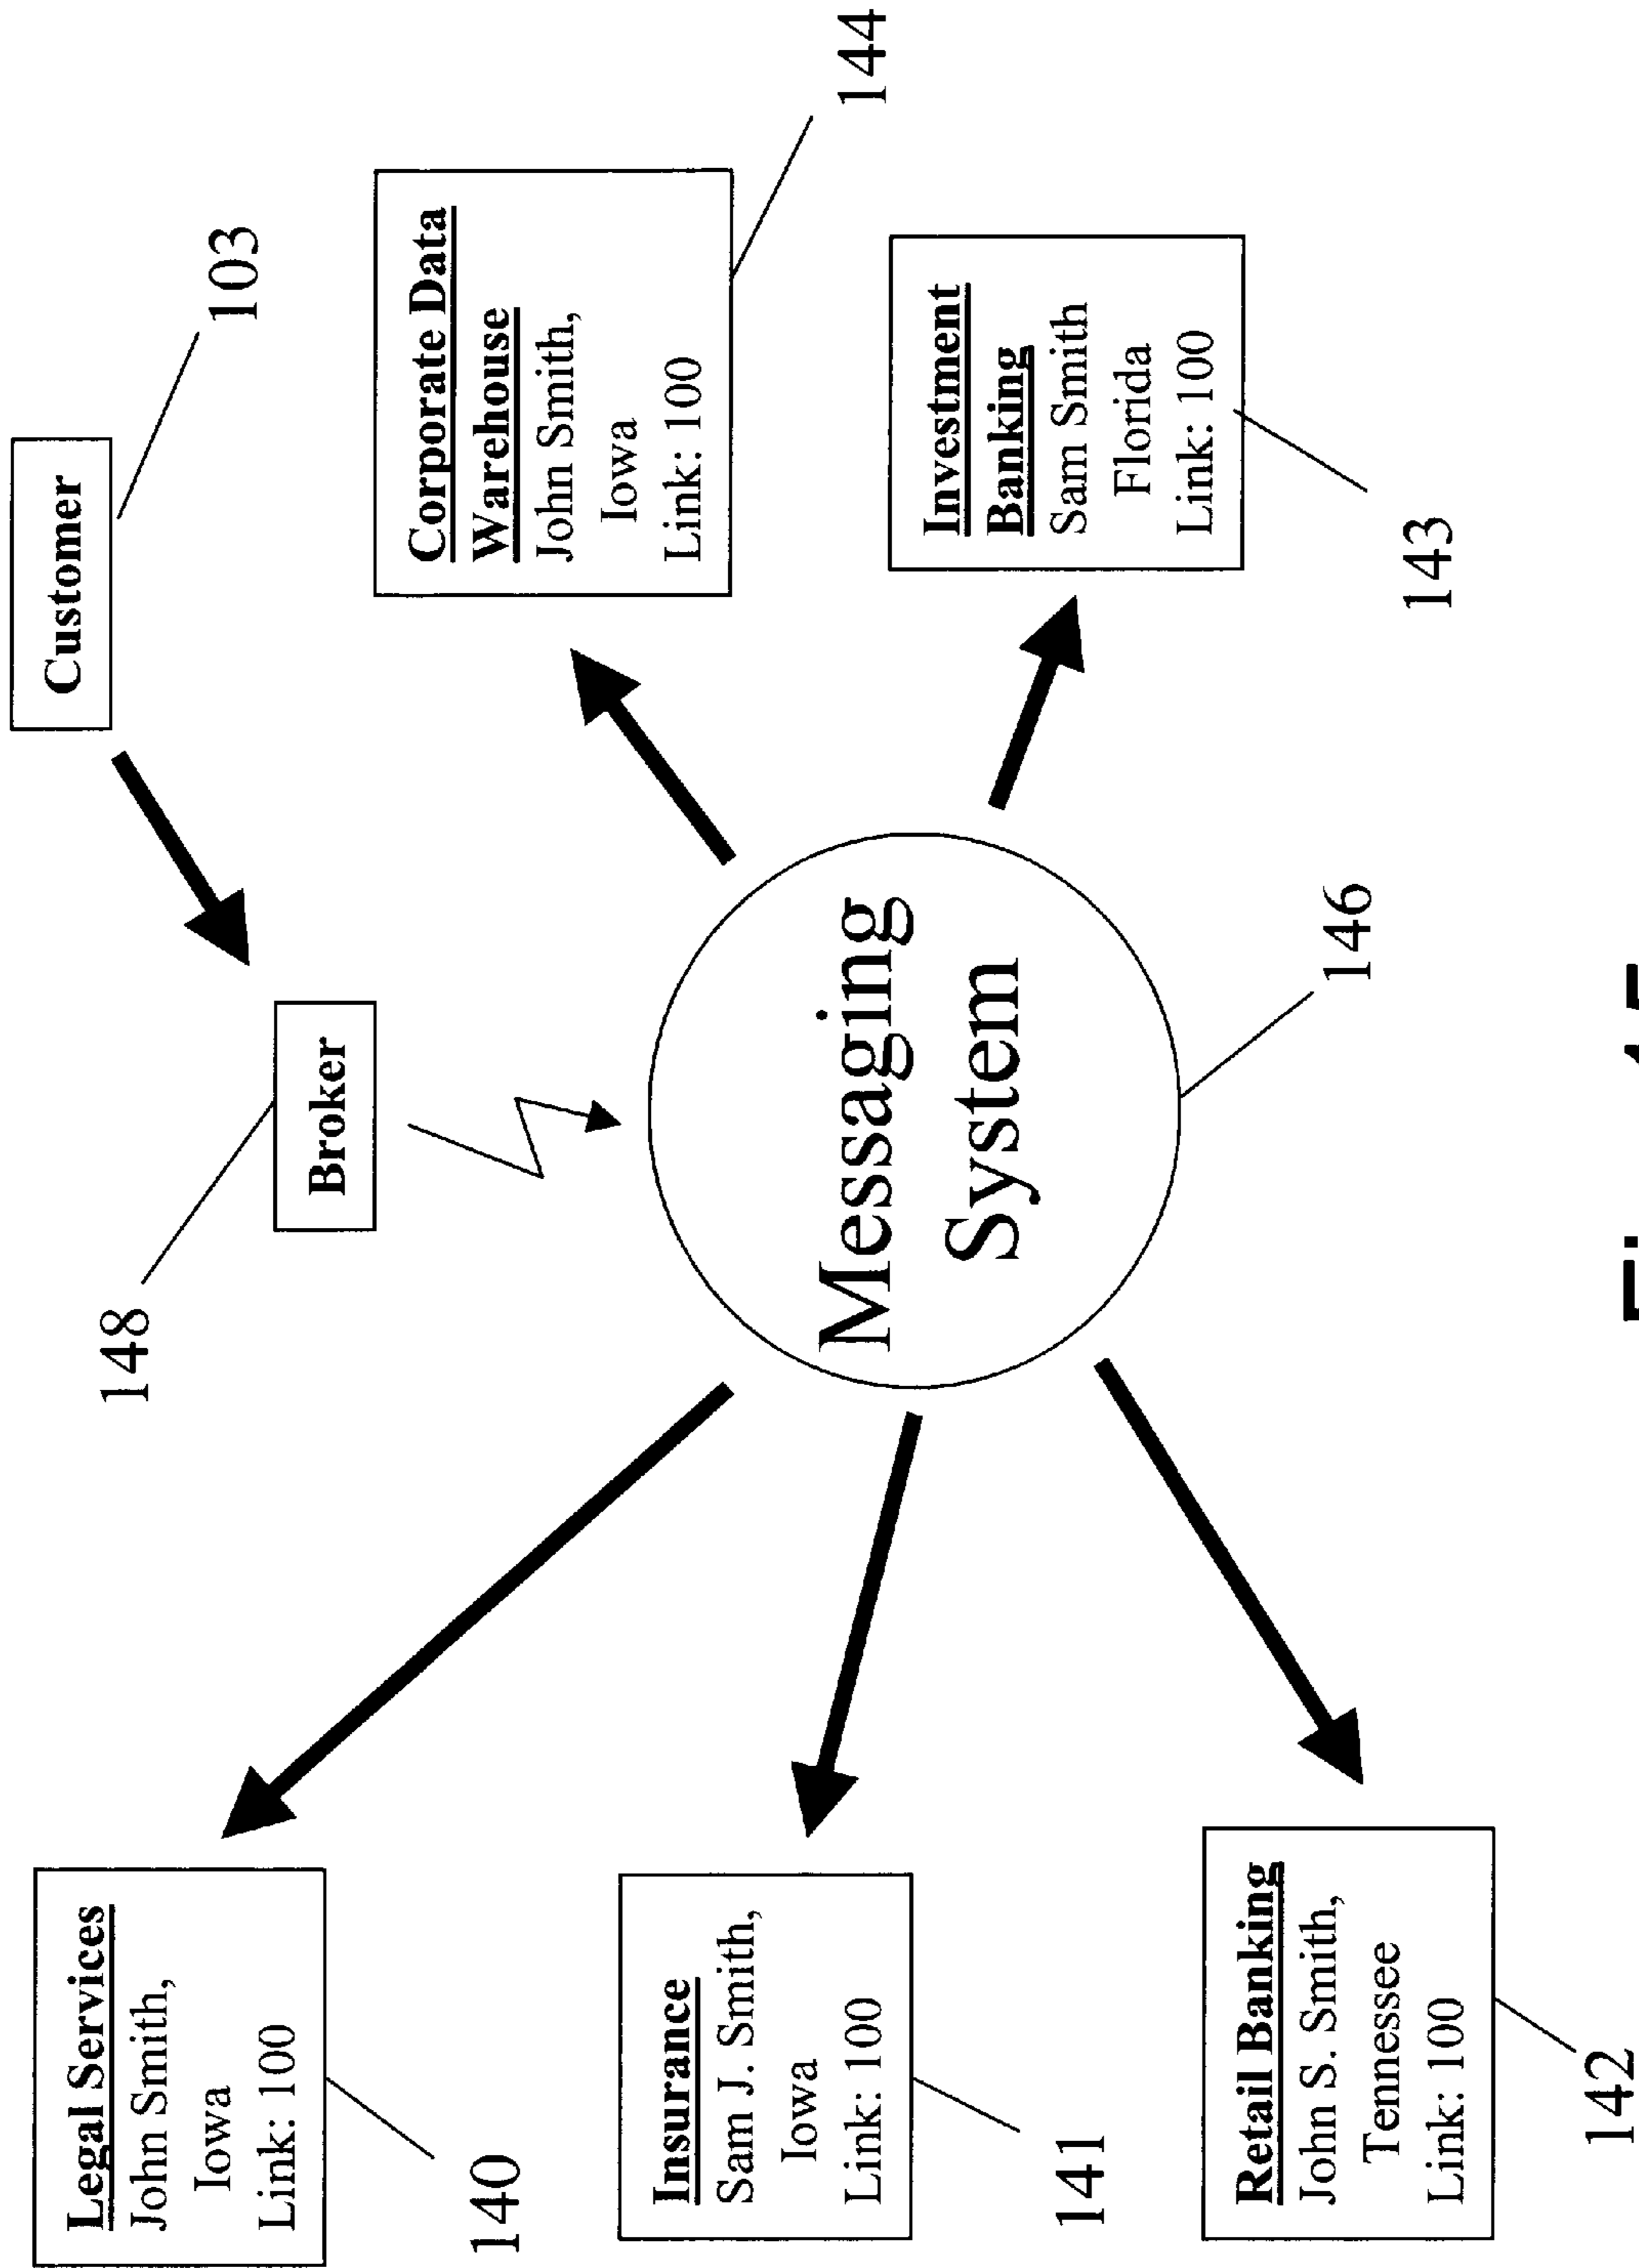 Customer
103
148
Broker
Legal Services
John Smith,
Iowa
Link: 100
140
Corporate Data
Warehouse
John Smith,
Iowa
Link: 100
144
Messaging
System
146
Insurance
Sam J. Smith,
Iowa
Link: 100
141
Investment
Banking
Sam Smith
Florida
Link: 100
143
Retail Banking
John S. Smith,
Tennessee
Link: 100
142